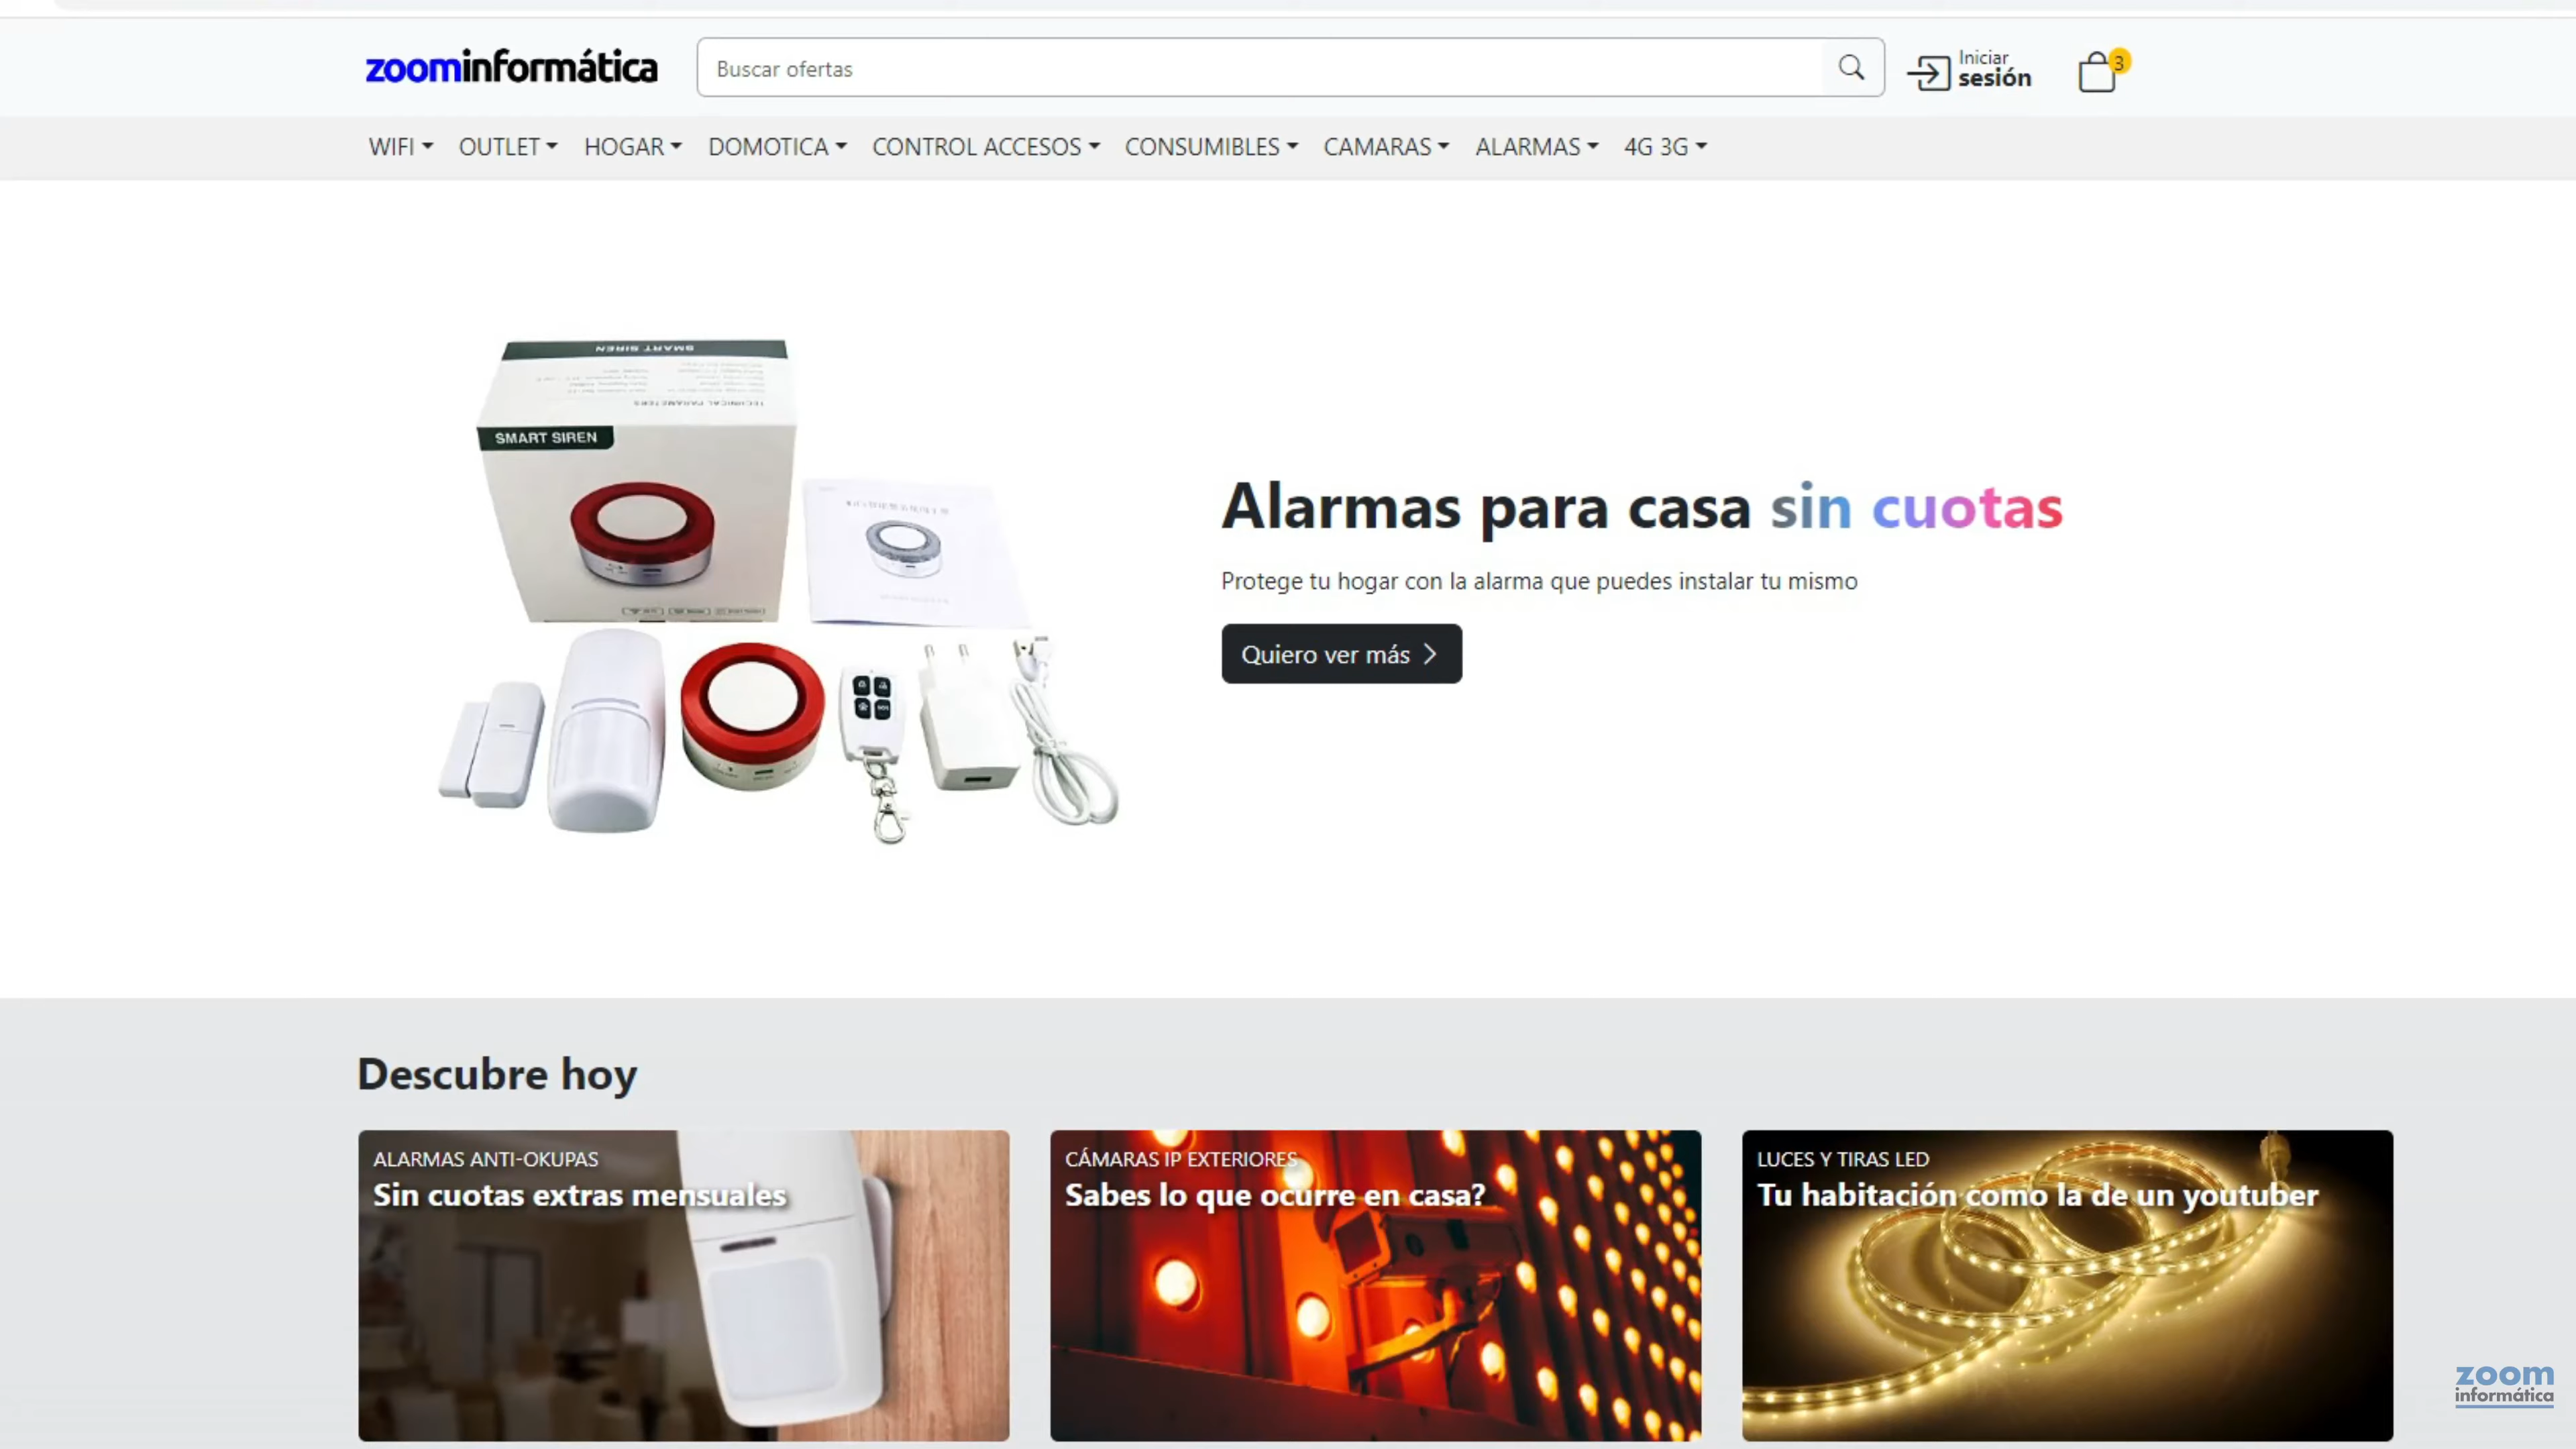 zoominformática
Buscar ofertas
Iniciar
sesión
3
WIFI OUTLET HOGAR DOMOTICA CONTROL ACCESOS CONSUMIBLES CAMARAS ALARMAS 4G 3G
SMART SIREN
TECHNICAL PARAMETERS
SMART SIREN
Alarmas para casa sin cuotas
Protege tu hogar con la alarma que puedes instalar tu mismo
Quiero ver más
Descubre hoy
ALARMAS ANTI-OKUPAS
Sin cuotas extras mensuales
CÁMARAS IP EXTERIORES
Sabes lo que ocurre en casa?
LUCES Y TIRAS LED
Tu habitación como la de un youtuber
zoom
informática